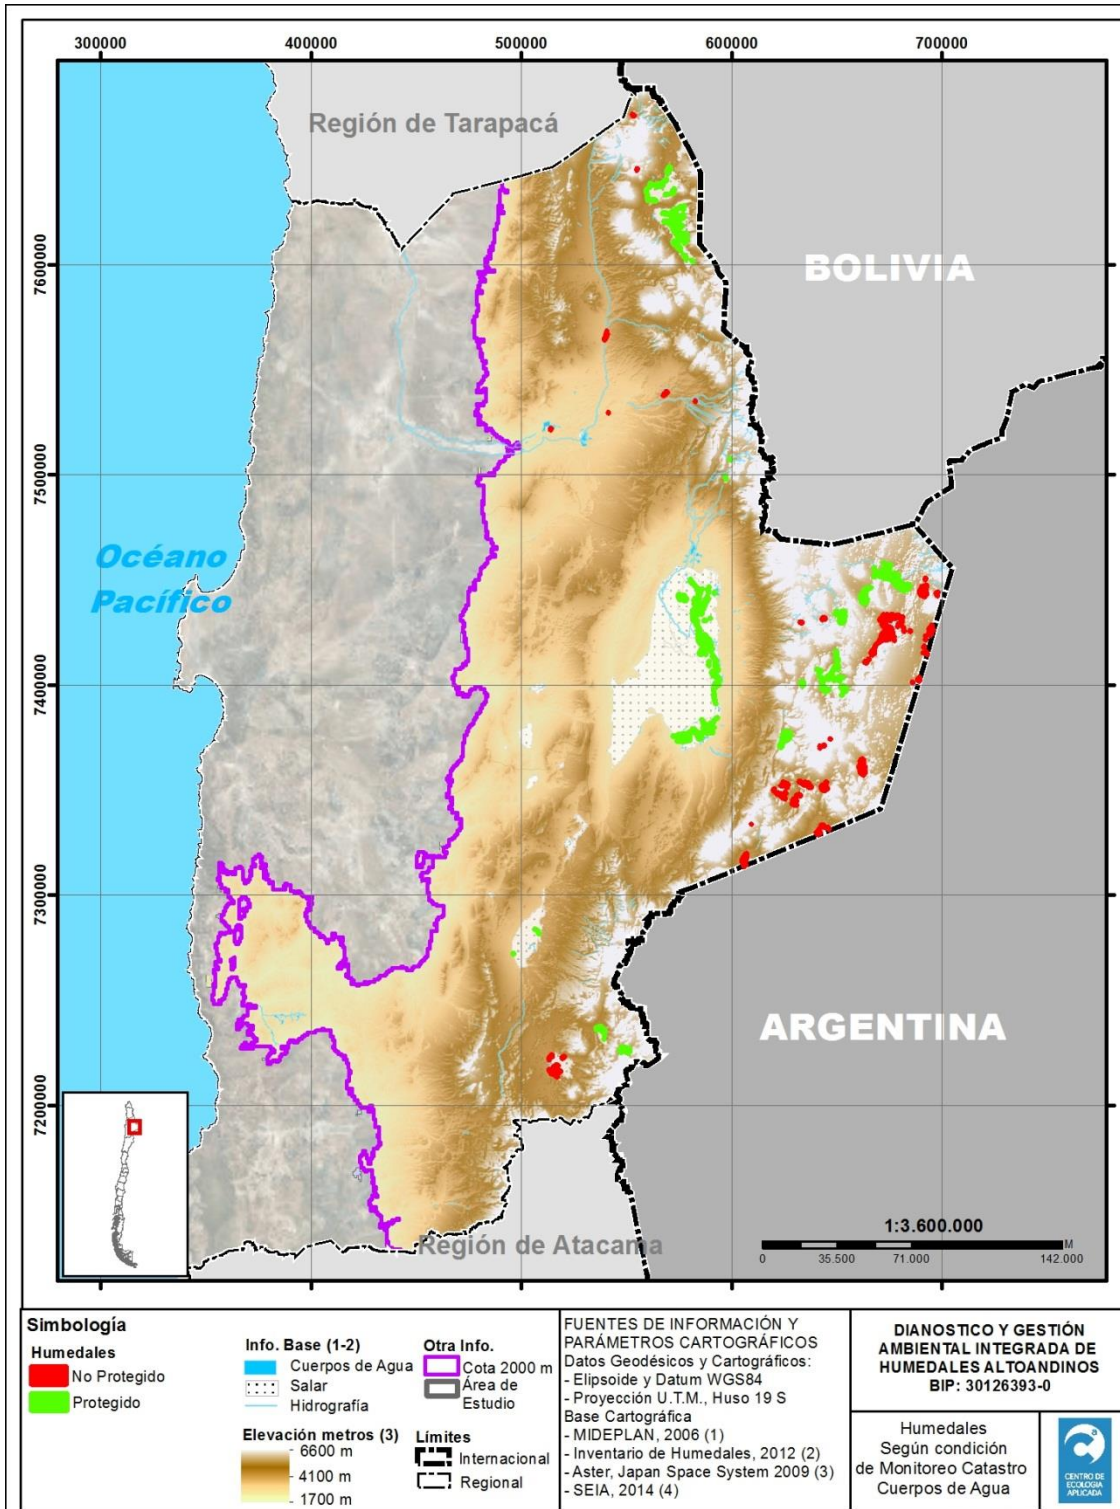 300000 400000 500000 600000 700000
Región de Tarapacá
7600000
BOLIVIA
7500000
Océano
Pacífico
7400000
7300000
ARGENTINA
7200000
1:3.600.000
M
0 35.500 71.000 142.000
Región de Atacama
Simbología
Humedales
No Protegido
Protegido
Info. Base (1-2)
Cuerpos de Agua
Salar
Hidrografía
Elevación metros (3)
6600 m
4100 m
1700 m
Otra Info.
Cota 2000 m
Área de
Estudio
Límites
Internacional
Regional
FUENTES DE INFORMACIÓN Y
PARÁMETROS CARTOGRÁFICOS
Datos Geodésicos y Cartográficos:
- Elipsoide y Datum WGS84
- Proyección U.T.M., Huso 19 S
Base Cartográfica
- MIDEPLAN, 2006 (1)
- Inventario de Humedales, 2012 (2)
- Aster, Japan Space System 2009 (3)
- SEIA, 2014 (4)
DIANOSTICO Y GESTIÓN
AMBIENTAL INTEGRADA DE
HUMEDALES ALTOANDINOS
BIP: 30126393-0
Humedales
Según condición
de Monitoreo Catastro
Cuerpos de Agua
CENTRO DE
ECOLOGIA
APLICADA